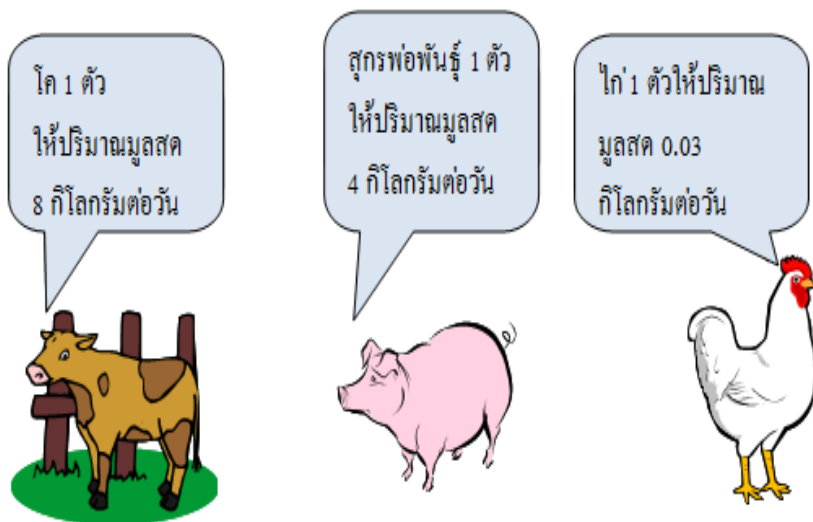 โค 1 ตัว
ให้ปริมาณมูลสด
8 กิโลกรัมต่อวัน
สุกรพ่อพันธุ์ 1 ตัว
ให้ปริมาณมูลสด
4 กิโลกรัมต่อวัน
ไก่ 1 ตัวให้ปริมาณ
มูลสด 0.03
กิโลกรัมต่อวัน